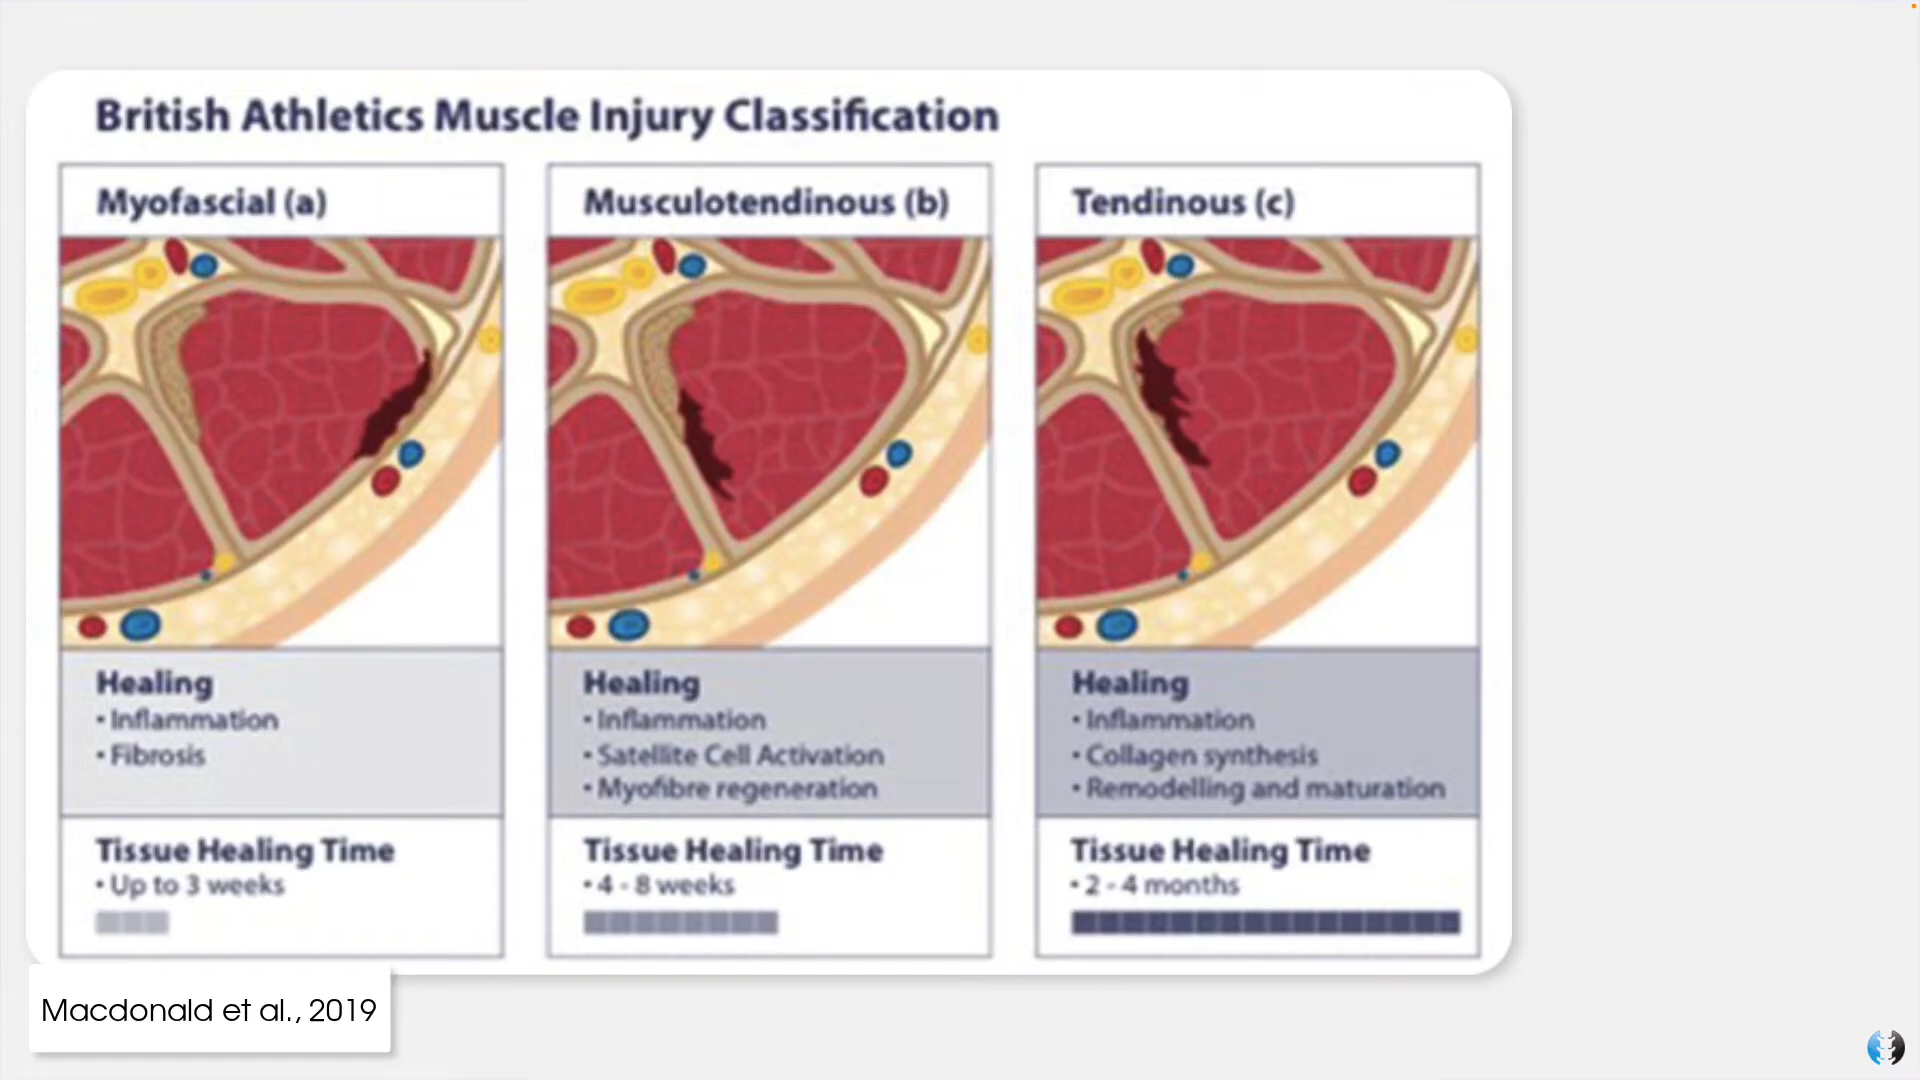 British Athletics Muscle Injury Classification
Myofascial (a)
Healing
• Inflammation
• Fibrosis
Tissue Healing Time
• Up to 3 weeks
Musculotendinous (b)
Healing
• Inflammation
• Satellite Cell Activation
• Myofibre regeneration
Tissue Healing Time
• 4 - 8 weeks
Tendinous (c)
Healing
• Inflammation
• Collagen synthesis
• Remodelling and maturation
Tissue Healing Time
• 2 - 4 months
Macdonald et al., 2019